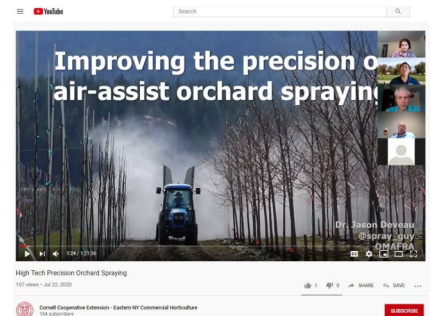 YouTube
Search
Improving the precision o
air-assist orchard spraying
Dr. Jason Deveau
@spray_guy
OMAFRA
1:24 / 1:21:36
High Tech Precision Orchard Spraying
107 views • Jul 22, 2020
1
0
SHARE
SAVE
Cornell Cooperative Extension - Eastern NY Commercial Horticulture
164 subscribers
SUBSCRIBE